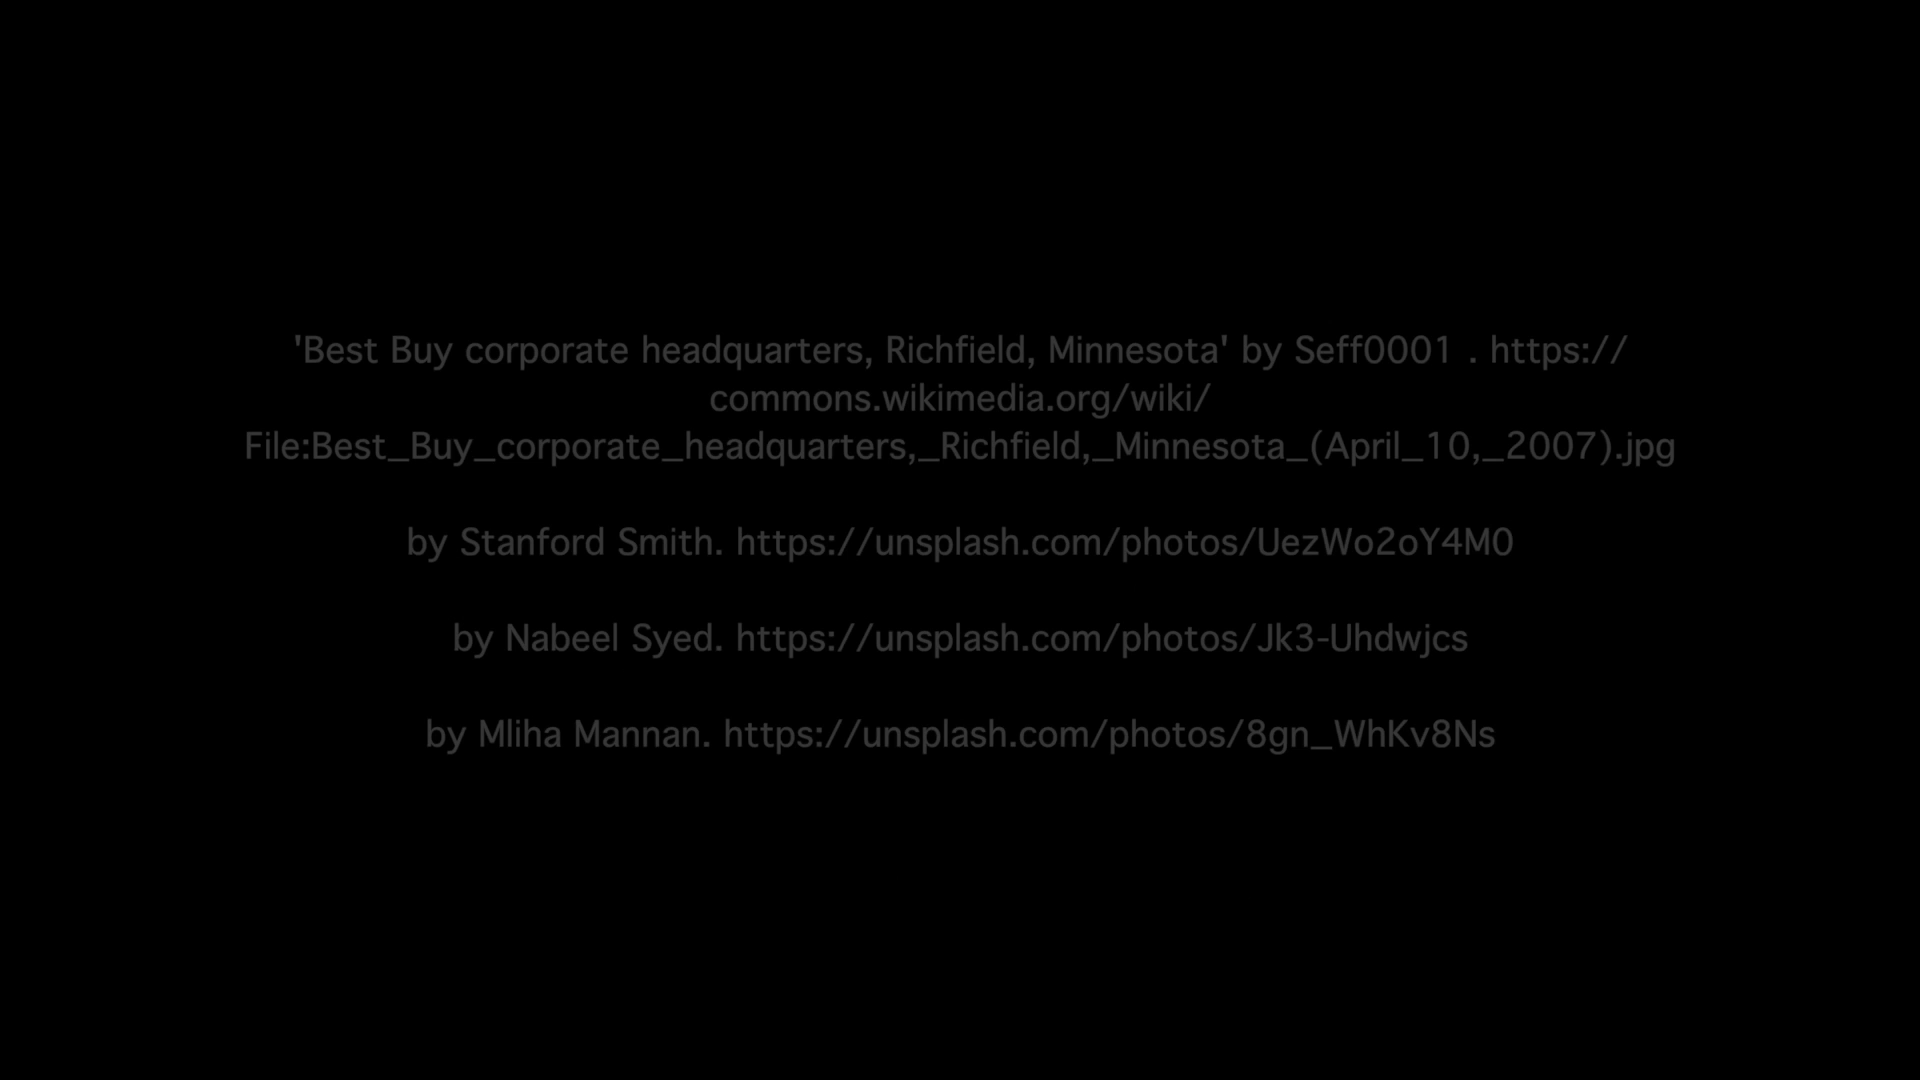 'Best Buy corporate headquarters, Richfield, Minnesota' by Seff0001 . https://
commons.wikimedia.org/wiki/
File:Best_Buy_corporate_headquarters,_Richfield,_Minnesota_(April_10,_2007).jpg
by Stanford Smith. https://unsplash.com/photos/UezWo2oY4M0
by Nabeel Syed. https://unsplash.com/photos/Jk3-Uhdwjcs
by Mliha Mannan. https://unsplash.com/photos/8gn_WhKv8Ns